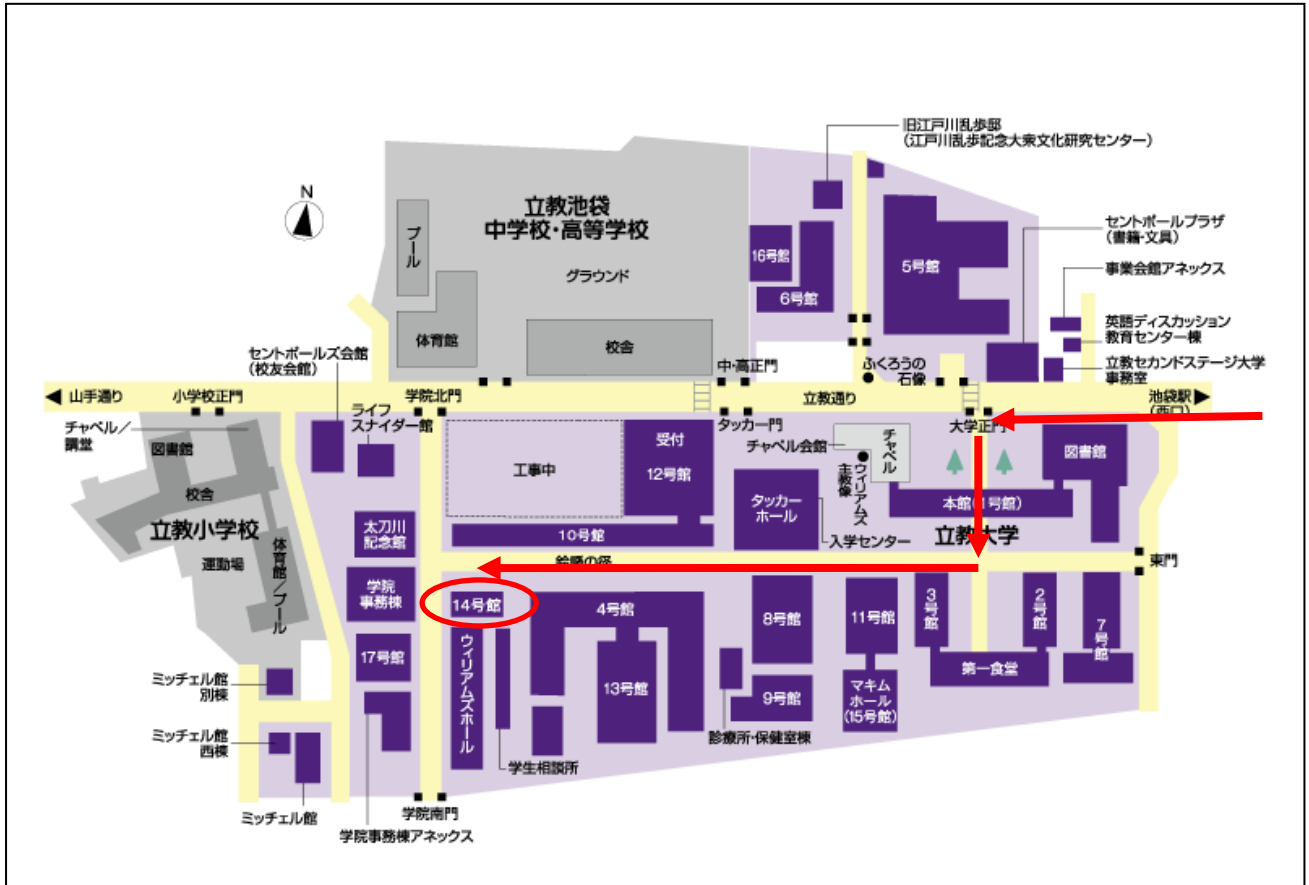 旧江戸川乱歩邸
(江戸川乱歩記念大衆文化研究センター)
N
立教池袋
中学校・高等学校
プール
グラウンド
体育館
校舎
16号館
6号館
5号館
セントポールプラザ
(書籍・文具)
事業会館アネックス
英語ディスカッション
教育センター棟
立教セカンドステージ大学
事務室
セントポールズ会館
(校友会館)
中・高正門
ふくろうの
石像
山手通り
小学校正門
学院北門
立教通り
池袋駅
(西口)
ライフ
スナイダー館
タッカー門
大学正門
チャペル/
講堂
図書館
校舎
立教小学校
運動場
体育館/プール
工事中
受付
12号館
チャペル会館
チャペル
ウィリアムズ
主教像
図書館
タッカー
ホール
本館(1号館)
立教大学
太刀川
記念館
10号館
入学センター
鈴懸の径
東門
学院
事務棟
14号館
4号館
8号館
11号館
3号館
2号館
7号館
17号館
ウィリアムズホール
13号館
9号館
マキム
ホール
(15号館)
第一食堂
ミッチェル館
別棟
ミッチェル館
西棟
診療所・保健室棟
学生相談所
ミッチェル館
学院南門
学院事務棟アネックス